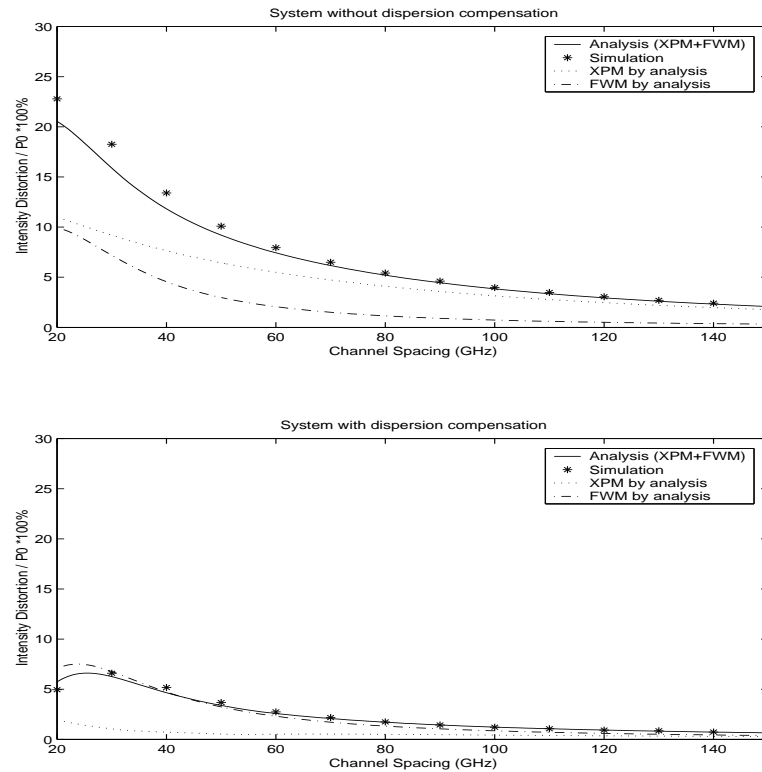 System without dispersion compensation
30
25
20
15
10
5
0
Intensity Distortion / P0 *100%
Analysis (XPM+FWM)
Simulation
XPM by analysis
FWM by analysis
20 40 60 80 100 120 140
Channel Spacing (GHz)
System with dispersion compensation
30
25
20
15
10
5
0
Intensity Distortion / P0 *100%
Analysis (XPM+FWM)
Simulation
XPM by analysis
FWM by analysis
20 40 60 80 100 120 140
Channel Spacing (GHz)